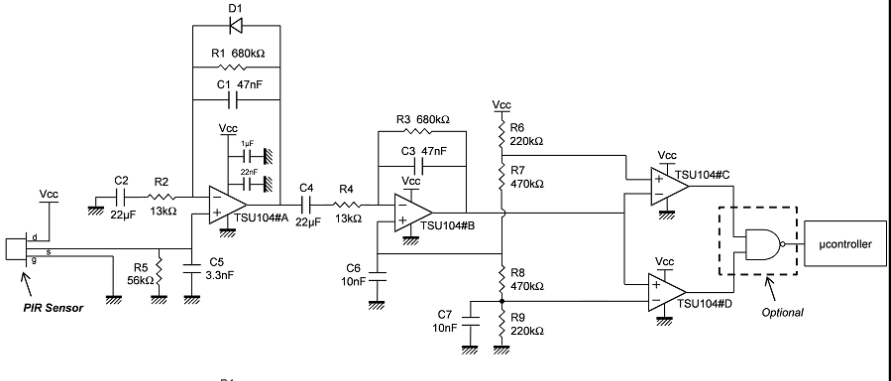 D1
R1 680kΩ
C1 47nF
Vcc
1µF
22nF
C2
22µF
R2
13kΩ
TSU104#A
C4
22µF
R4
13kΩ
R3 680kΩ
C3 47nF
Vcc
TSU104#B
Vcc
R6
220kΩ
R7
470kΩ
Vcc
TSU104#C
Vcc
d
s
g
PIR Sensor
R5
56kΩ
C5
3.3nF
C6
10nF
C7
10nF
R8
470kΩ
R9
220kΩ
Vcc
TSU104#D
µcontroller
Optional